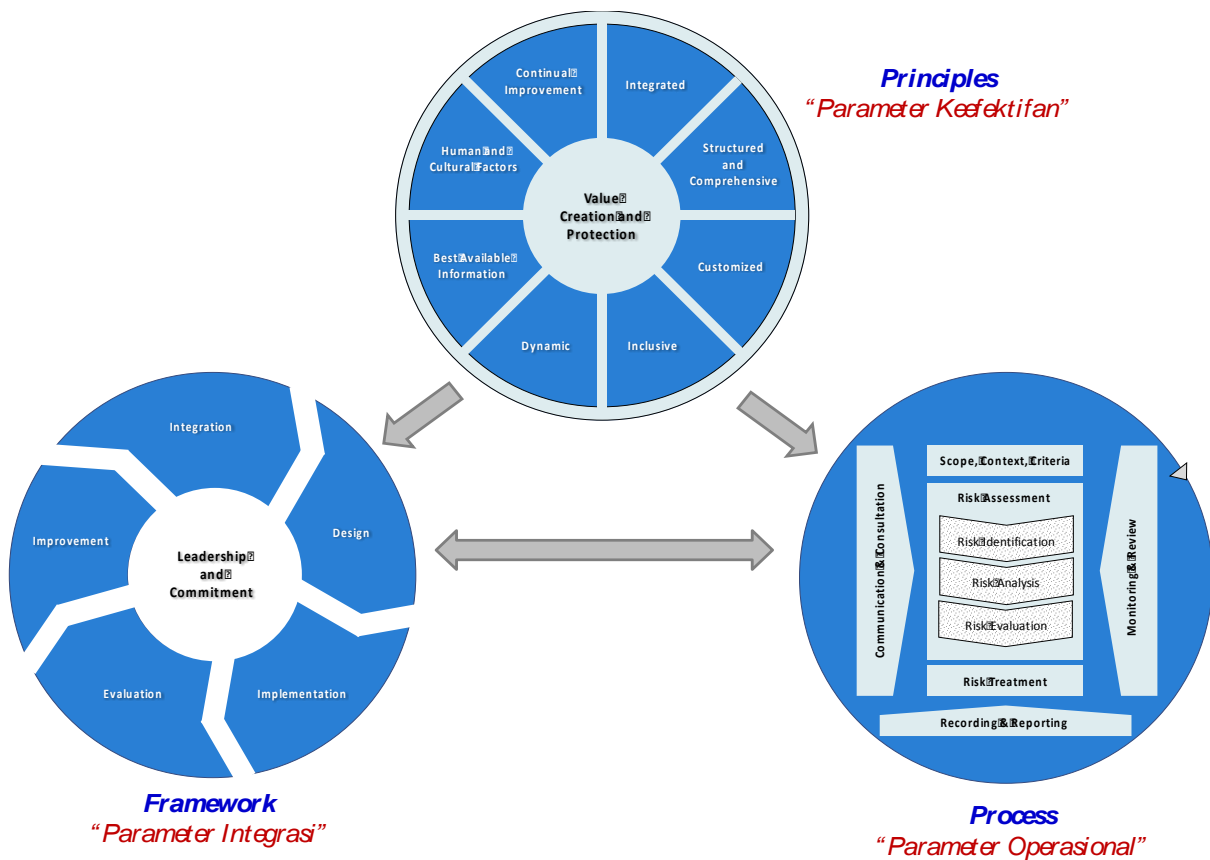 Continual
Improvement
Integrated
Structured
and
Comprehensive
Customized
Inclusive
Dynamic
Best Available
Information
Human and
Cultural Factors
Value
Creation and
Protection
Principles
“Parameter Keefektifan”
Integration
Design
Implementation
Evaluation
Improvement
Leadership
and
Commitment
Framework
“Parameter Integrasi”
Communication & Consultation
Scope, Context, Criteria
Risk Assessment
Risk Identification
Risk Analysis
Risk Evaluation
Risk Treatment
Monitoring & Review
Recording & Reporting
Process
“Parameter Operasional”